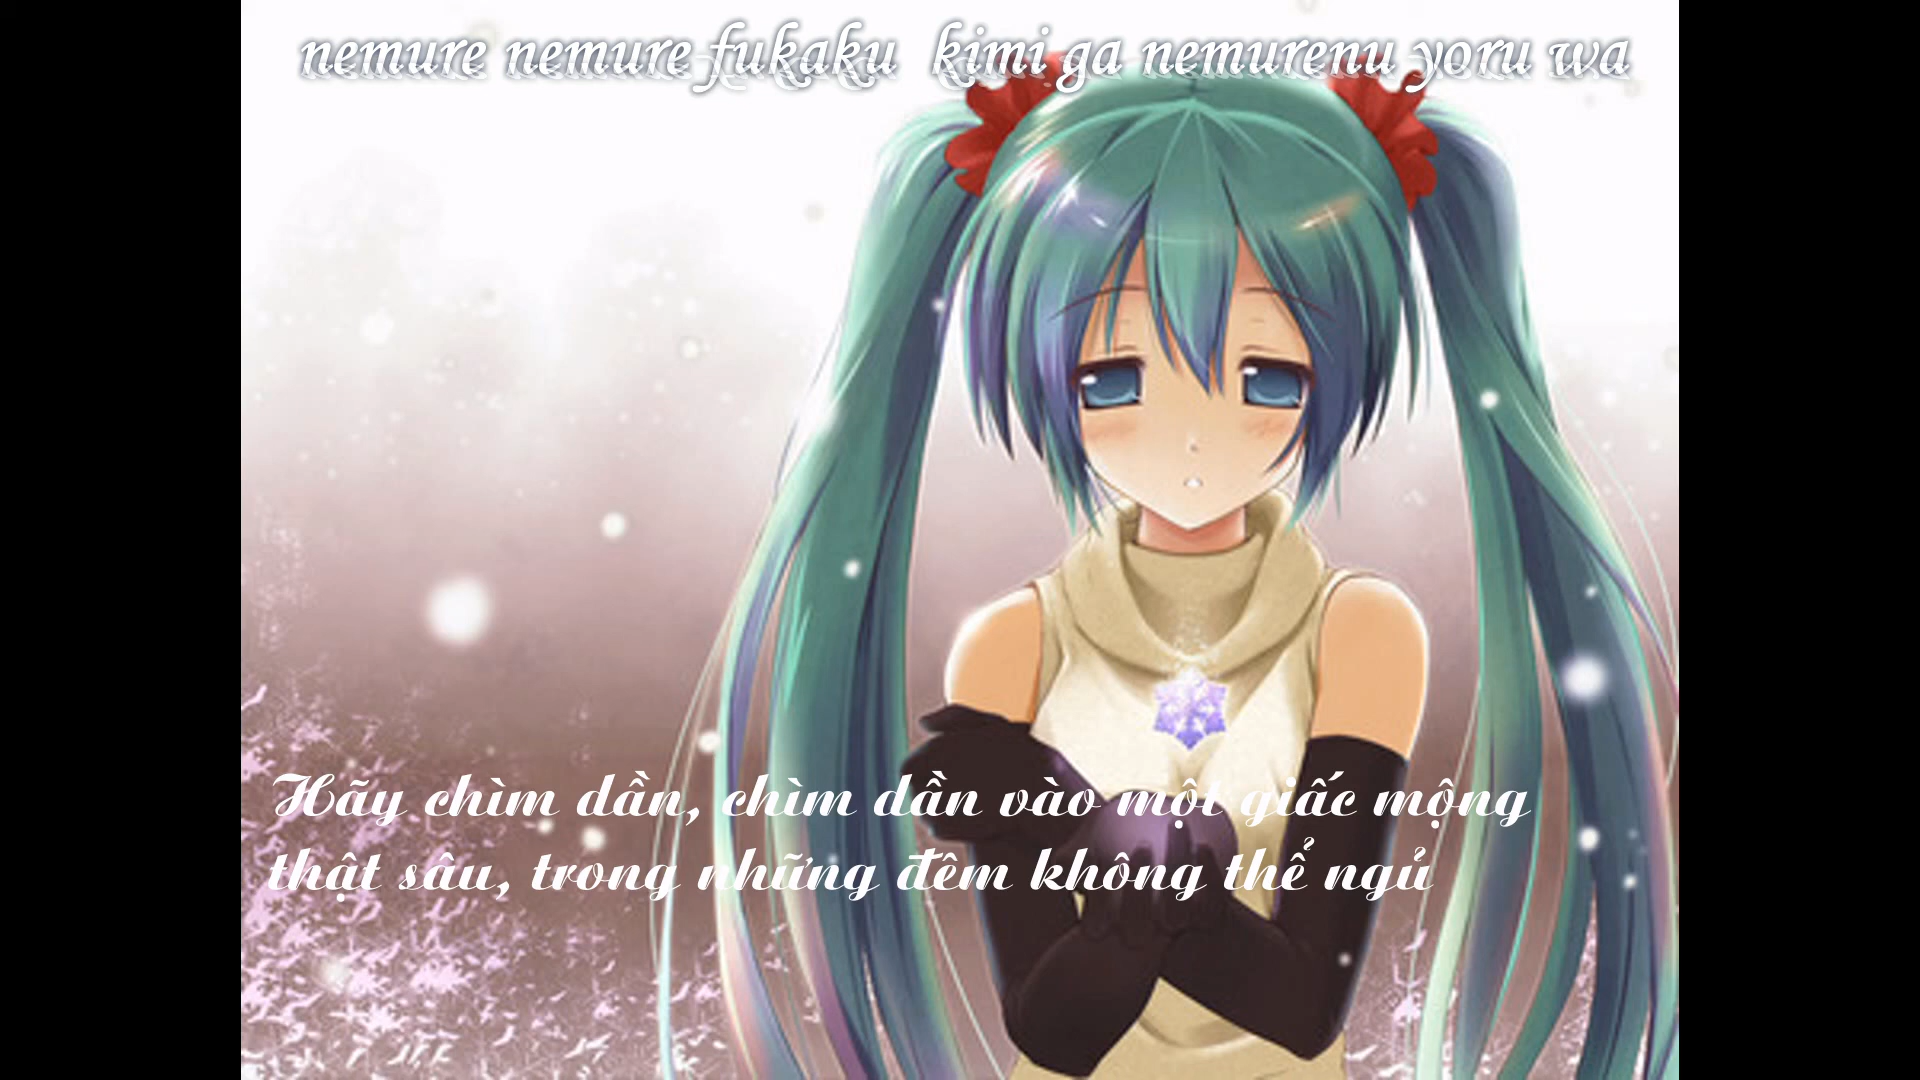 nemure nemure fukaku kimi ga nemurenu yoru wa
Hãy chìm dần, chìm dần vào một giấc mộng
thật sâu, trong những đêm không thể ngủ